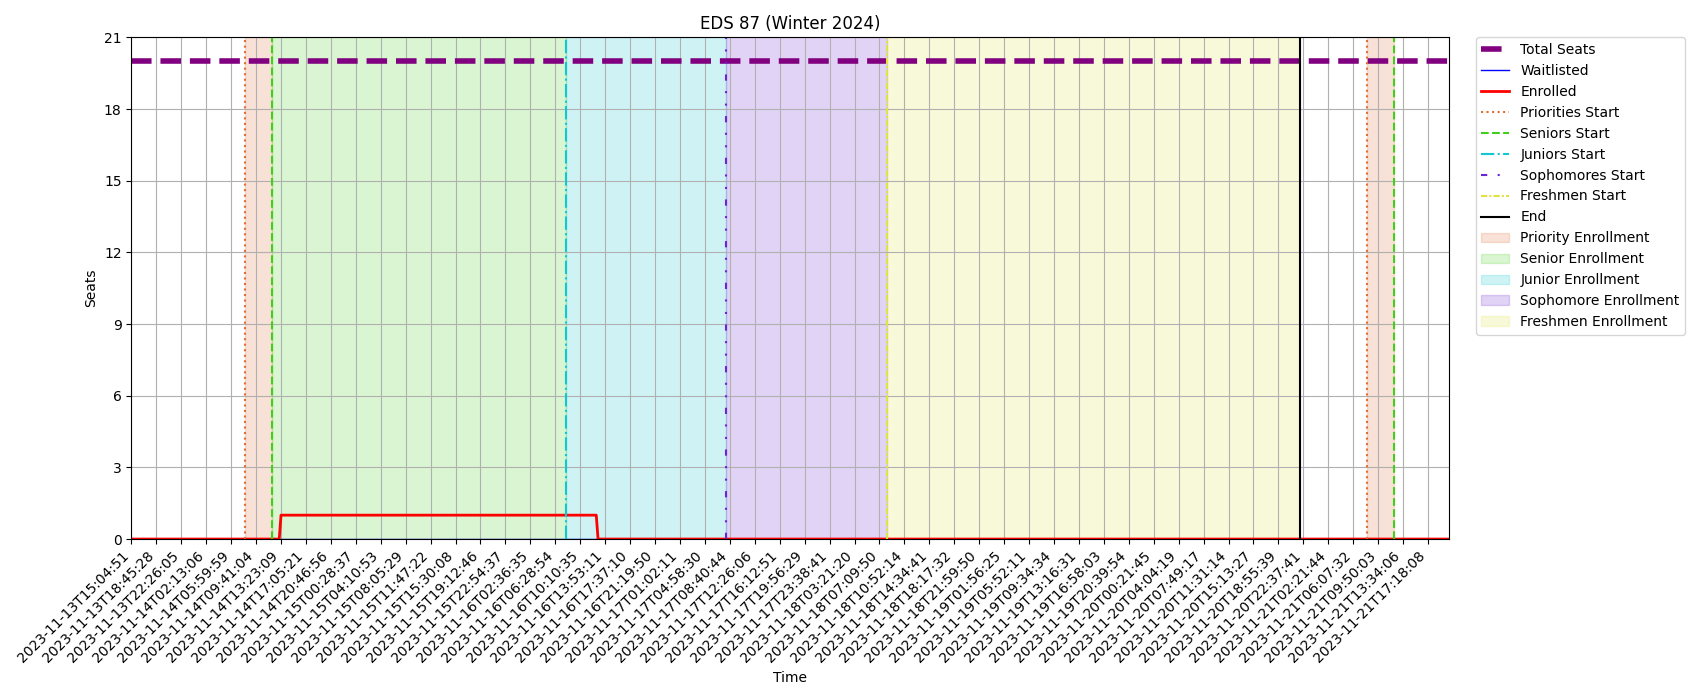 EDS 87 (Winter 2024)
Seats
21
18
15
12
9
6
3
0
2023-11-13T15:04:51
2023-11-13T18:45:28
2023-11-13T22:26:05
2023-11-14T02:13:06
2023-11-14T05:59:59
2023-11-14T09:41:04
2023-11-14T13:23:09
2023-11-14T17:05:21
2023-11-14T20:46:56
2023-11-15T00:28:37
2023-11-15T04:10:53
2023-11-15T08:05:29
2023-11-15T11:47:22
2023-11-15T15:30:08
2023-11-15T19:12:46
2023-11-15T22:54:37
2023-11-16T02:36:35
2023-11-16T06:28:54
2023-11-16T10:10:35
2023-11-16T13:53:11
2023-11-16T17:37:10
2023-11-16T21:19:50
2023-11-17T01:02:11
2023-11-17T04:58:30
2023-11-17T08:40:44
2023-11-17T12:26:06
2023-11-17T16:12:51
2023-11-17T19:56:29
2023-11-17T23:38:41
2023-11-18T03:21:20
2023-11-18T07:09:50
2023-11-18T10:52:14
2023-11-18T14:34:41
2023-11-18T18:17:32
2023-11-18T21:59:50
2023-11-19T01:56:25
2023-11-19T05:52:11
2023-11-19T09:34:34
2023-11-19T13:16:31
2023-11-19T16:58:03
2023-11-19T20:39:54
2023-11-20T00:21:45
2023-11-20T04:04:19
2023-11-20T07:49:17
2023-11-20T11:31:14
2023-11-20T15:13:27
2023-11-20T18:55:39
2023-11-20T22:37:41
2023-11-21T02:21:44
2023-11-21T06:07:32
2023-11-21T09:50:03
2023-11-21T13:34:06
2023-11-21T17:18:08
Time
Total Seats
Waitlisted
Enrolled
Priorities Start
Seniors Start
Juniors Start
Sophomores Start
Freshmen Start
End
Priority Enrollment
Senior Enrollment
Junior Enrollment
Sophomore Enrollment
Freshmen Enrollment